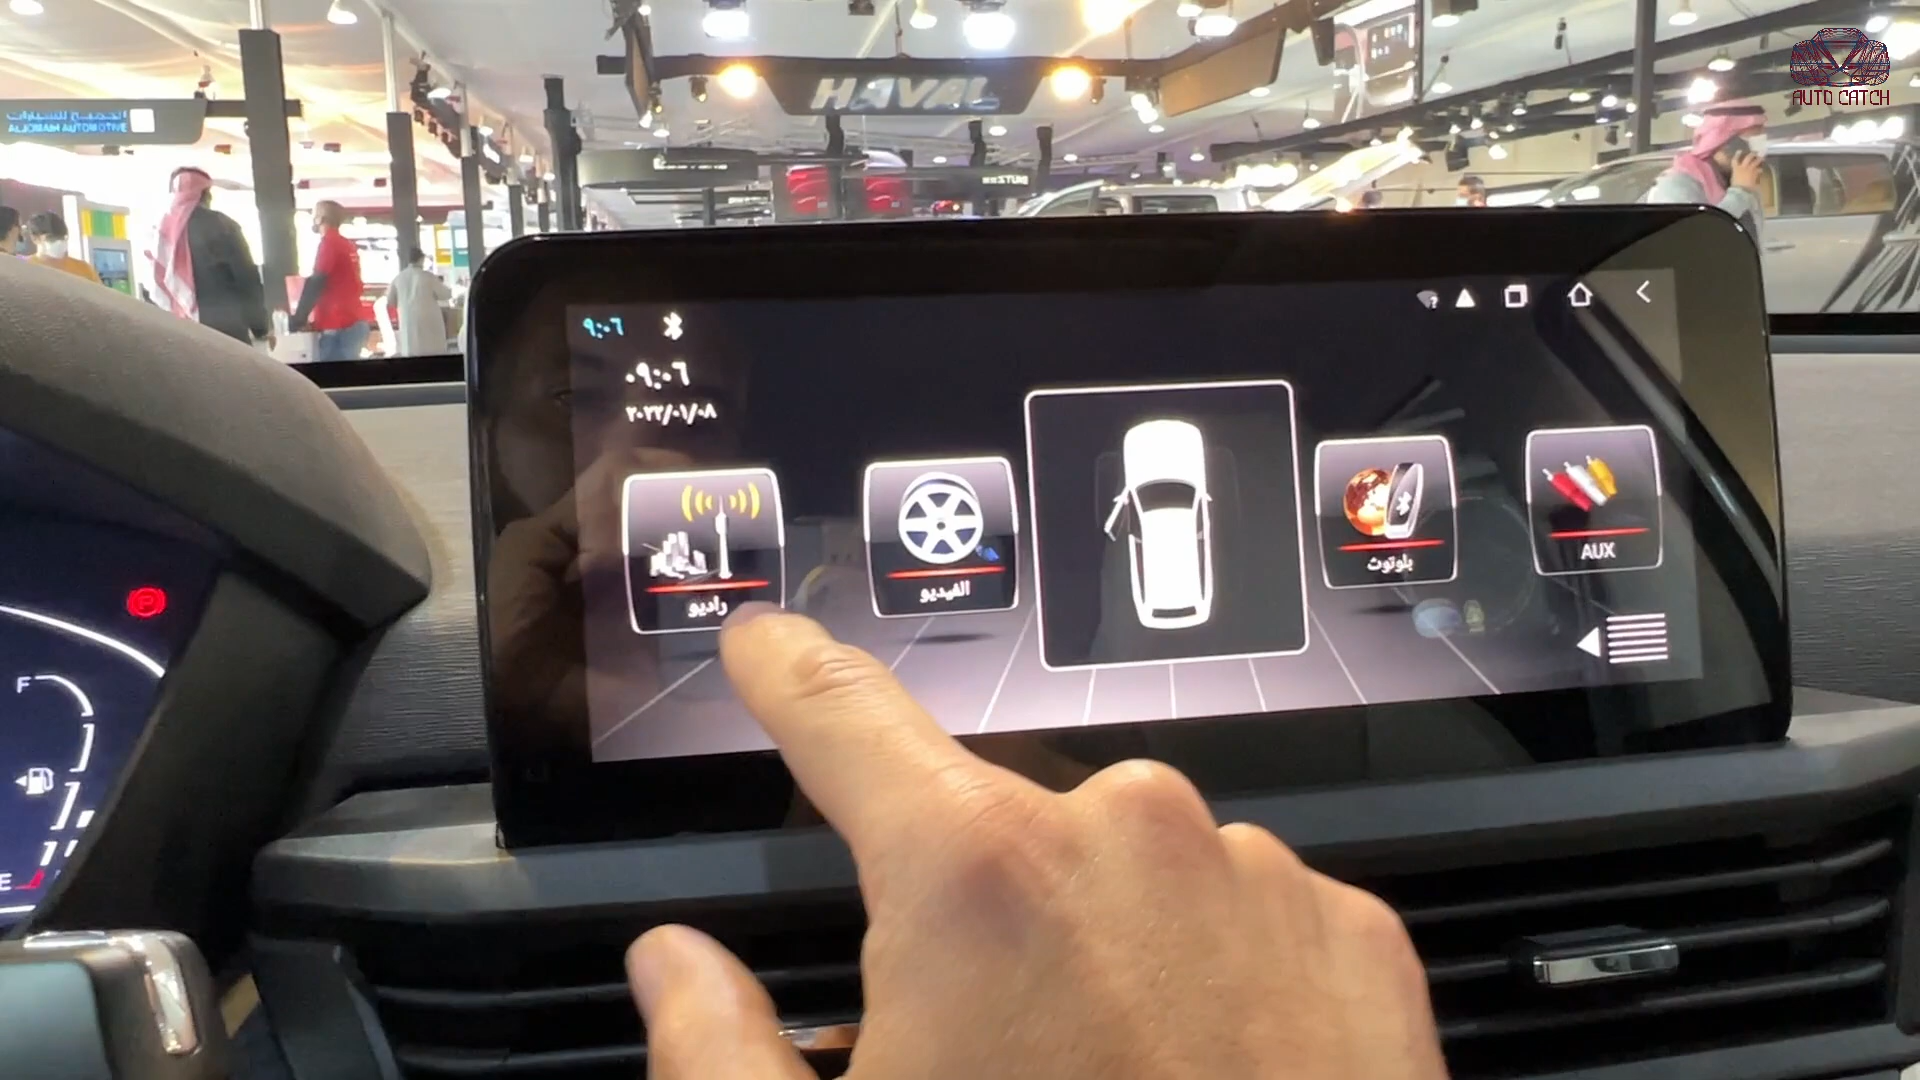 AUTO CATCH
HAVAL
٩:٠٦
٠٩:٠٦
٢٠٢٢/٠١/٠٨
راديو
الفيديو
بلوتوث
AUX
P
F
E